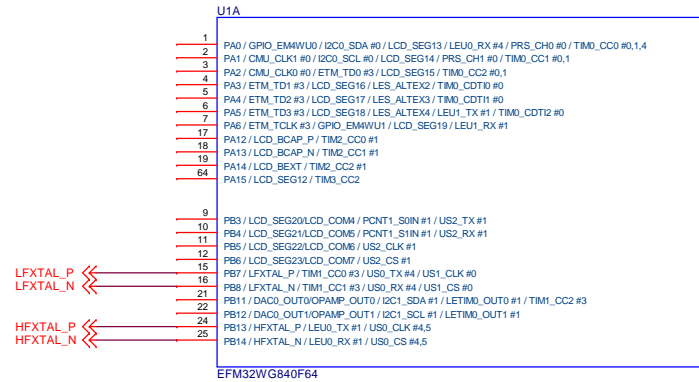 U1A
1 PA0 / GPIO_EM4WU0 / I2C0_SDA #0 / LCD_SEG13 / LEU0_RX #4 / PRS_CH0 #0 / TIM0_CC0 #0,1,4
2 PA1 / CMU_CLK1 #0 / I2C0_SCL #0 / LCD_SEG14 / PRS_CH1 #0 / TIM0_CC1 #0,1
3 PA2 / CMU_CLK0 #0 / ETM_TD0 #3 / LCD_SEG15 / TIM0_CC2 #0,1
4 PA3 / ETM_TD1 #3 / LCD_SEG16 / LES_ALTEX2 / TIM0_CDTI0 #0
5 PA4 / ETM_TD2 #3 / LCD_SEG17 / LES_ALTEX3 / TIM0_CDTI1 #0
6 PA5 / ETM_TD3 #3 / LCD_SEG18 / LES_ALTEX4 / LEU1_TX #1 / TIM0_CDTI2 #0
7 PA6 / ETM_TCLK #3 / GPIO_EM4WU1 / LCD_SEG19 / LEU1_RX #1
17 PA12 / LCD_BCAP_P / TIM2_CC0 #1
18 PA13 / LCD_BCAP_N / TIM2_CC1 #1
19 PA14 / LCD_BEXT / TIM2_CC2 #1
64 PA15 / LCD_SEG12 / TIM3_CC2
9 PB3 / LCD_SEG20/LCD_COM4 / PCNT1_S0IN #1 / US2_TX #1
10 PB4 / LCD_SEG21/LCD_COM5 / PCNT1_S1IN #1 / US2_RX #1
11 PB5 / LCD_SEG22/LCD_COM6 / US2_CLK #1
12 PB6 / LCD_SEG23/LCD_COM7 / US2_CS #1
LFXTAL_P 15 PB7 / LFXTAL_P / TIM1_CC0 #3 / US0_TX #4 / US1_CLK #0
LFXTAL_N 16 PB8 / LFXTAL_N / TIM1_CC1 #3 / US0_RX #4 / US1_CS #0
21 PB11 / DAC0_OUT0/OPAMP_OUT0 / I2C1_SDA #1 / LETIM0_OUT0 #1 / TIM1_CC2 #3
22 PB12 / DAC0_OUT1/OPAMP_OUT1 / I2C1_SCL #1 / LETIM0_OUT1 #1
HFXTAL_P 24 PB13 / HFXTAL_P / LEU0_TX #1 / US0_CLK #4,5
HFXTAL_N 25 PB14 / HFXTAL_N / LEU0_RX #1 / US0_CS #4,5
EFM32WG840F64